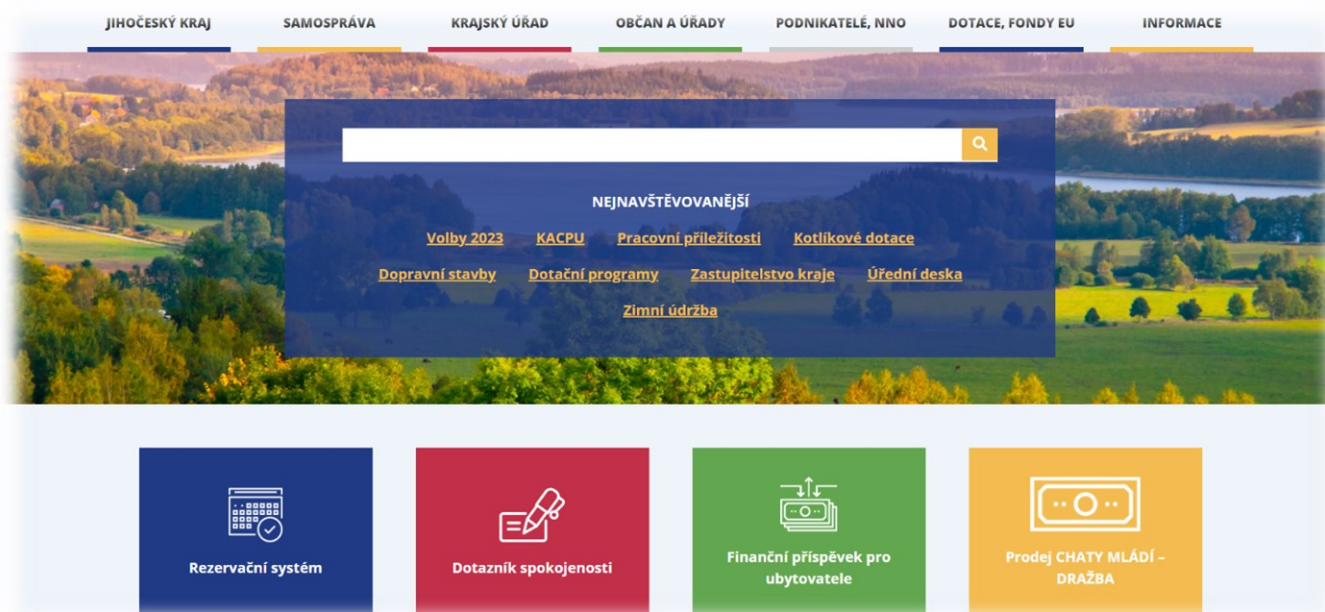 JIHOČESKÝ KRAJ SAMOSPRÁVA KRAJSKÝ ÚŘAD OBČAN A ÚŘADY PODNIKATELÉ, NNO DOTACE, FONDY EU INFORMACE
NEJNAVŠTĚVOVANĚJŠÍ
Volby 2023 KACPU Pracovní příležitosti Kotlíkové dotace
Dopravní stavby Dotační programy Zastupitelstvo kraje Úřední deska
Zimní údržba
Rezervační systém
Dotazník spokojenosti
Finanční příspěvek pro
ubytovatele
Prodej CHATY MLÁDÍ –
DRAŽBA